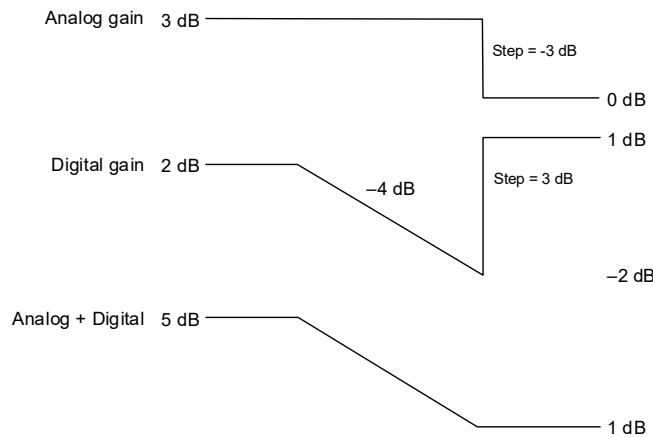 Analog gain 3 dB
Step = -3 dB
0 dB
1 dB
Digital gain 2 dB
Step = 3 dB
–4 dB
–2 dB
Analog + Digital 5 dB
1 dB